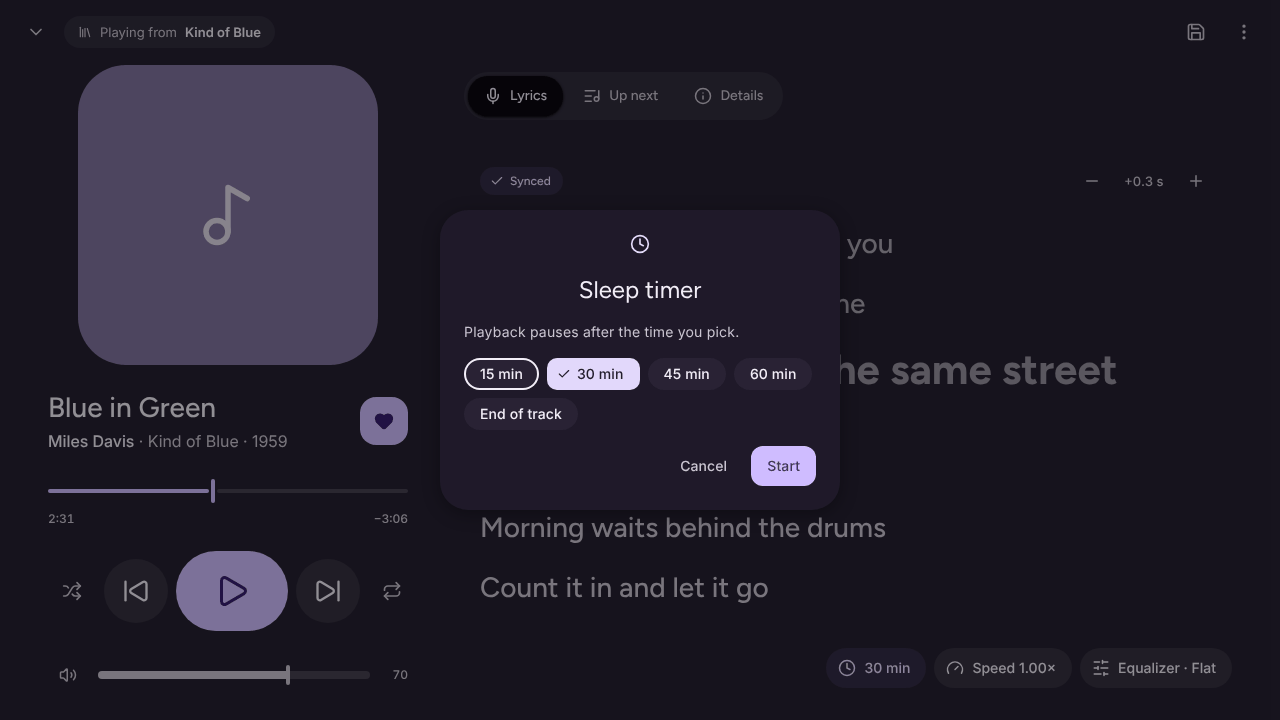 Playing from Kind of Blue
Lyrics
Up next
Details
Synced
+0.3 s
you
he same street
Sleep timer
Playback pauses after the time you pick.
15 min
30 min
45 min
60 min
End of track
Cancel
Start
Blue in Green
Miles Davis · Kind of Blue · 1959
2:31
−3:06
Morning waits behind the drums
Count it in and let it go
70
30 min
Speed 1.00×
Equalizer · Flat